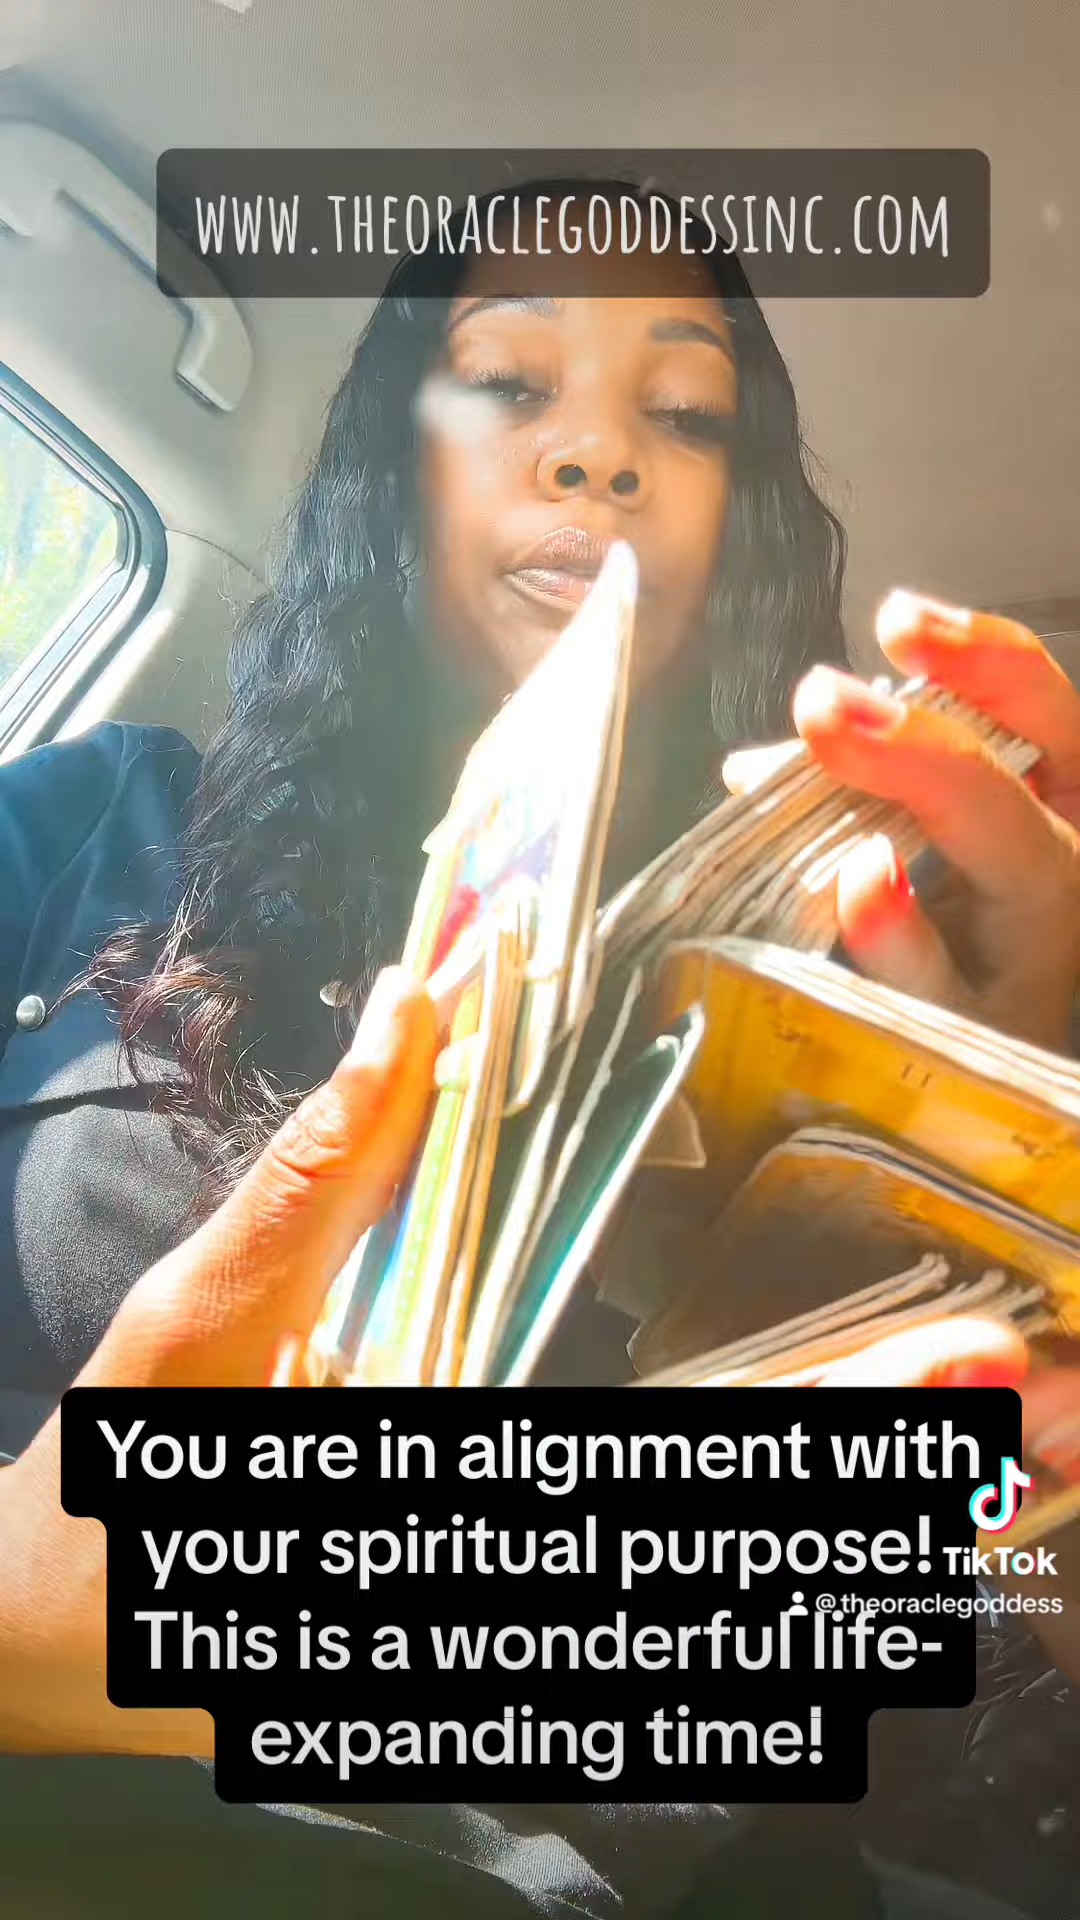 WWW.THEORACLEGODDESSINC.COM
You are in alignment with
your spiritual purpose!
This is a wonderful life-
expanding time!
TikTok
@theoraclegoddess